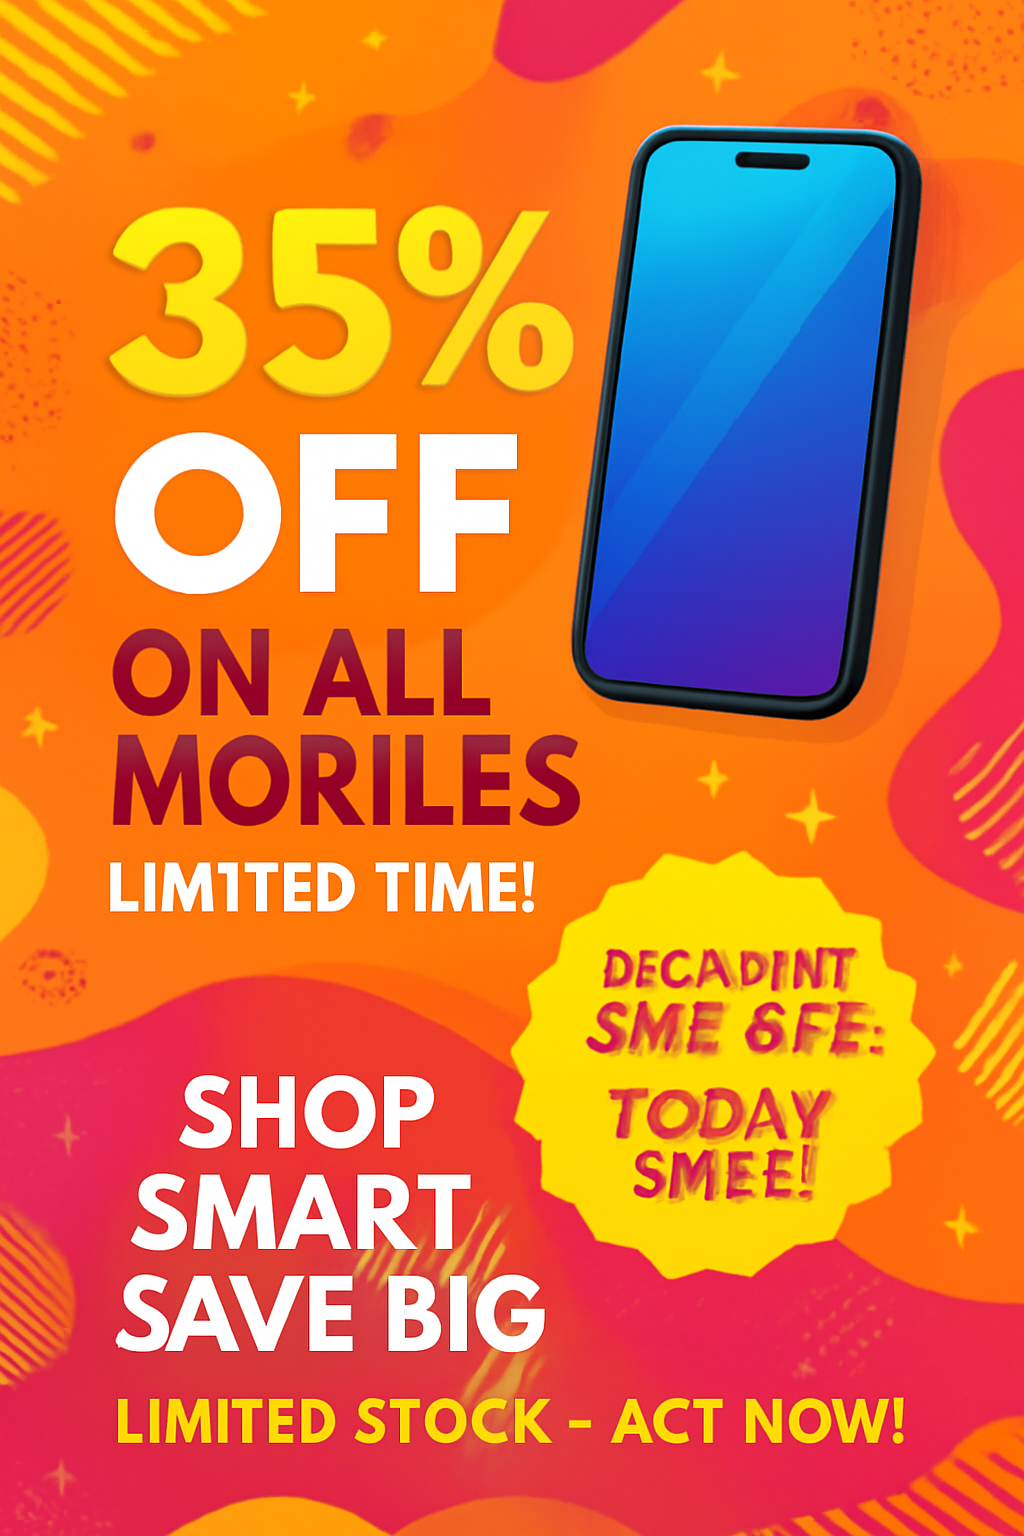 35%
OFF
ON ALL
MORILES
LIM1TED TIME!
DECADINT
SME 6FE:
TODAY
SMEE!
SHOP
SMART
SAVE BIG
LIMITED STOCK - ACT NOW!